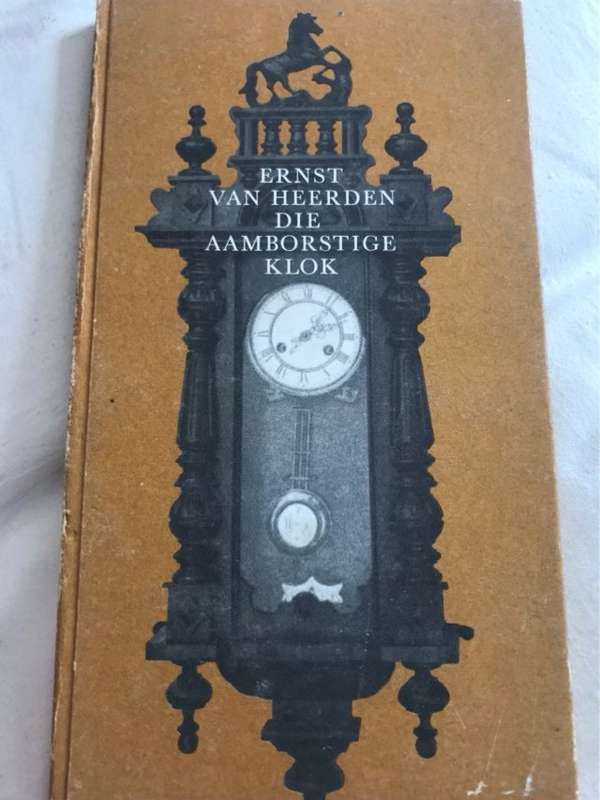 ERNST
VAN HEERDEN
DIE
AAMBORSTIGE
KLOK